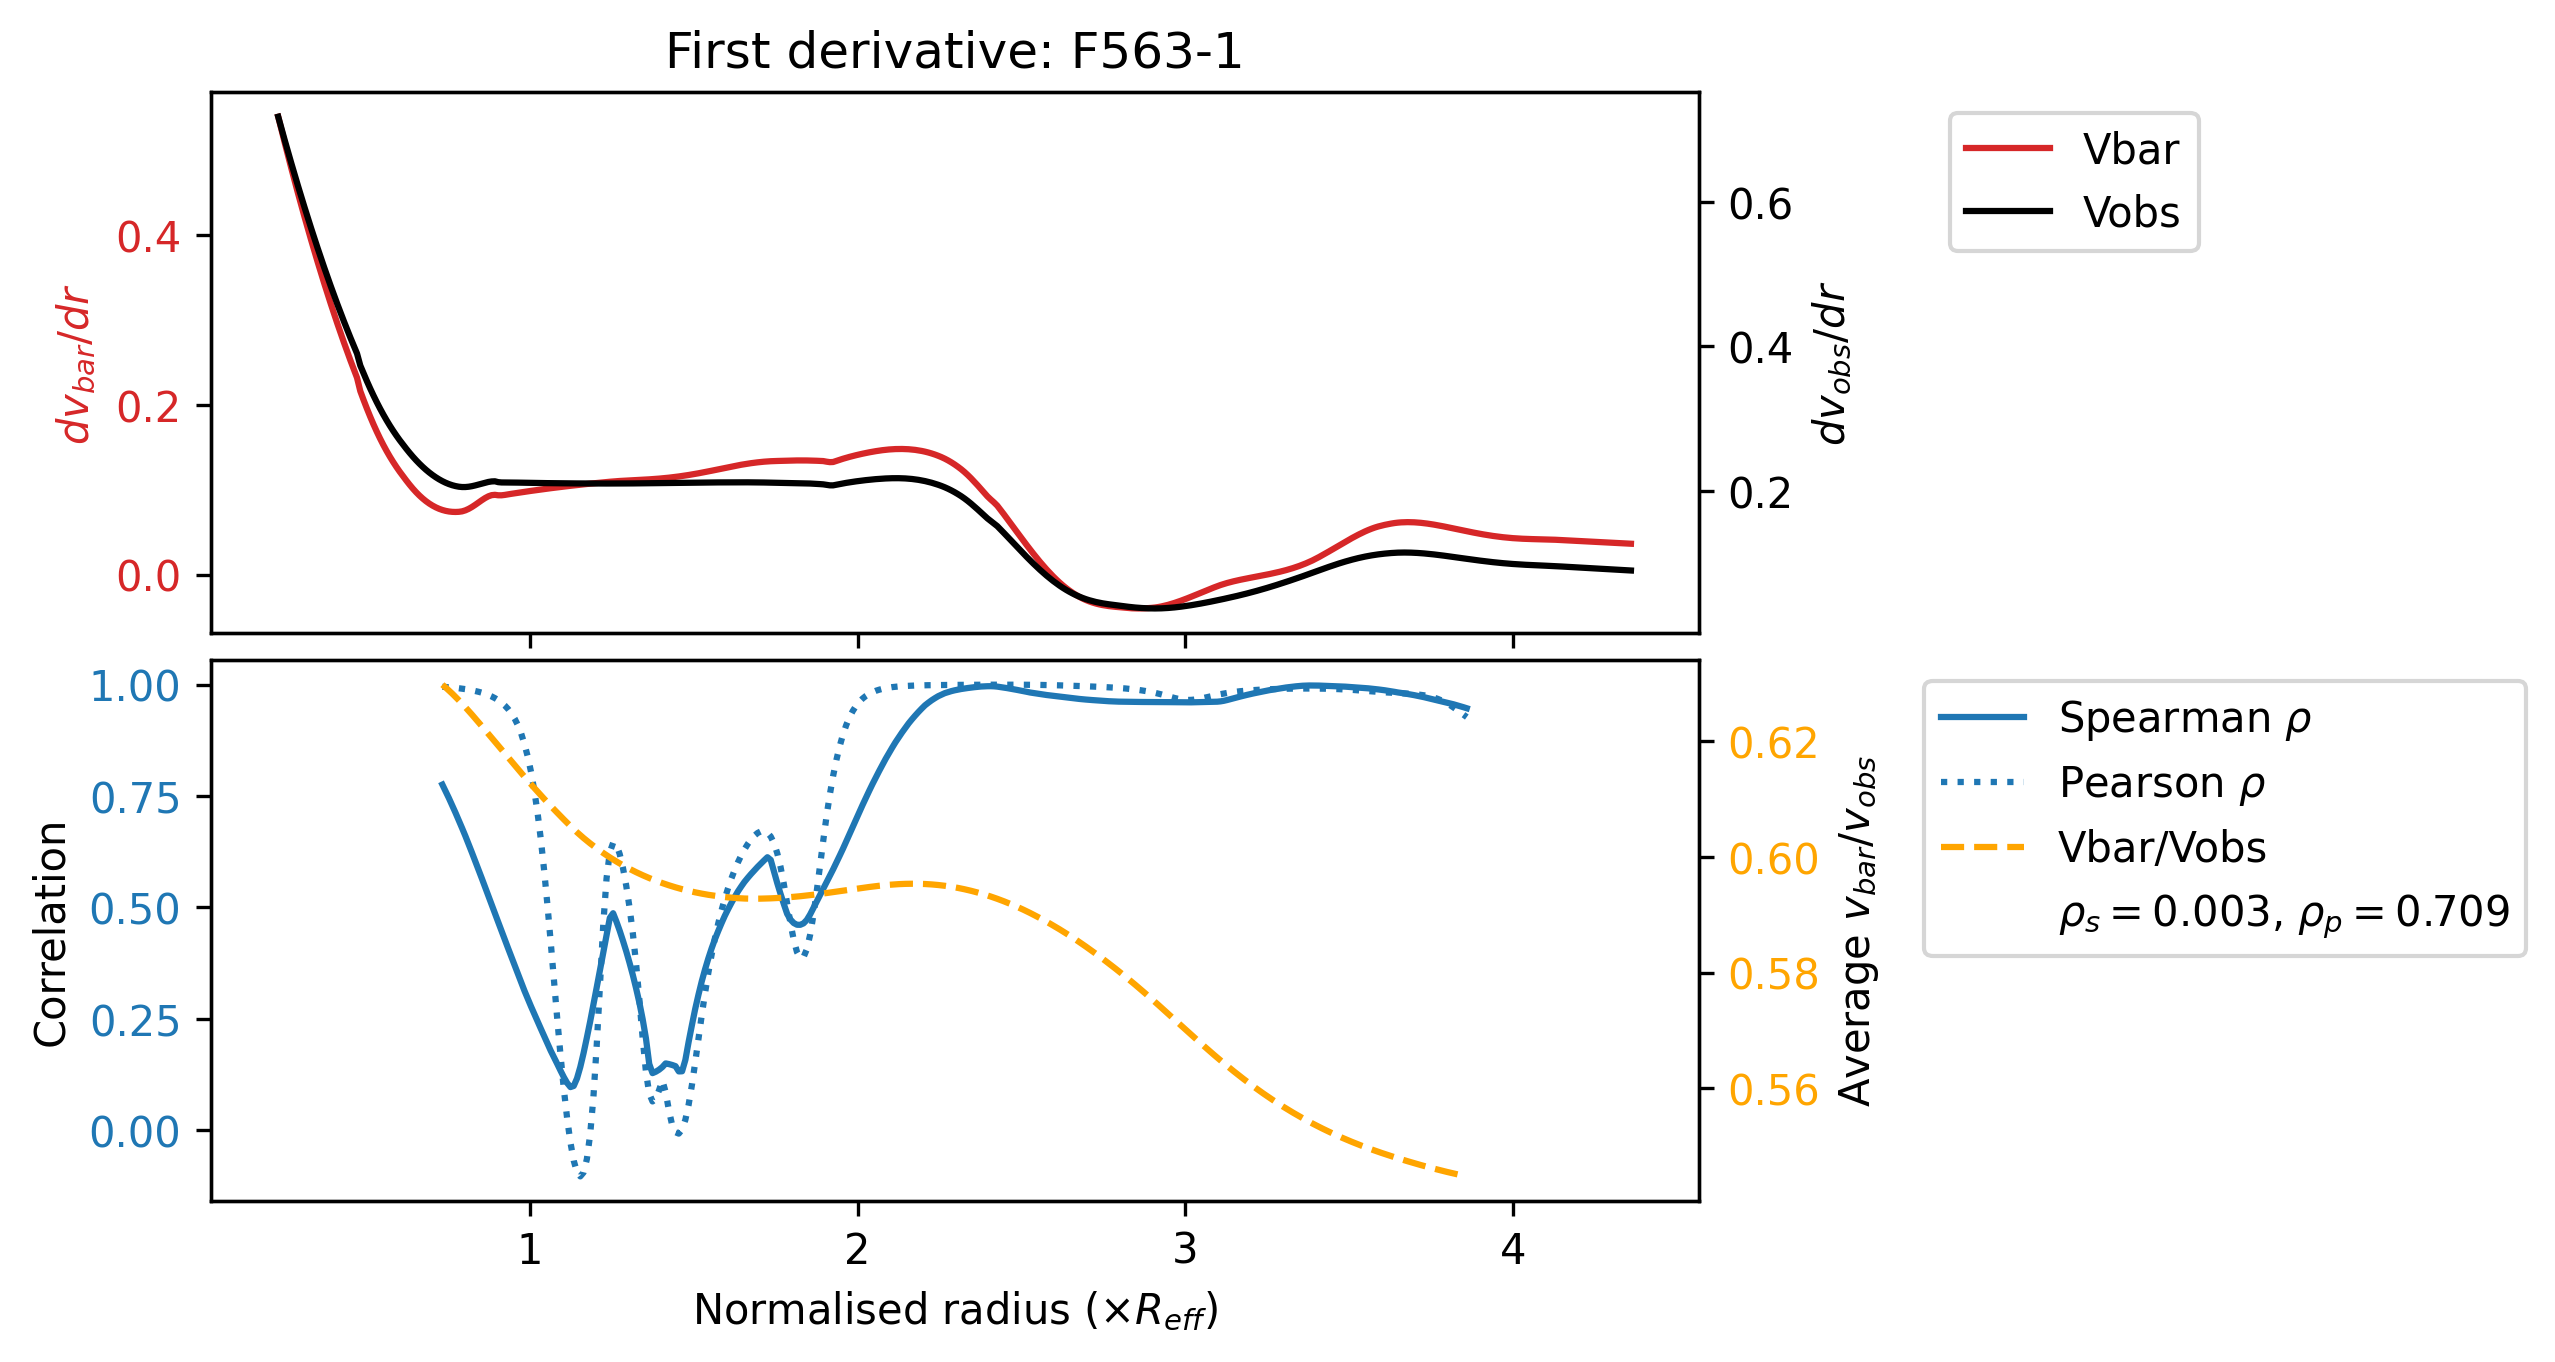 First derivative: F563-1
0.4
0.2
0.0
dv_bar/dr
0.6
0.4
0.2
dv_obs/dr
Vbar
Vobs
1.00
0.75
0.50
0.25
0.00
Correlation
0.62
0.60
0.58
0.56
Average v_bar/v_obs
Spearman ρ
Pearson ρ
Vbar/Vobs
ρ_s = 0.003, ρ_p = 0.709
1 2 3 4
Normalised radius (×R_eff)